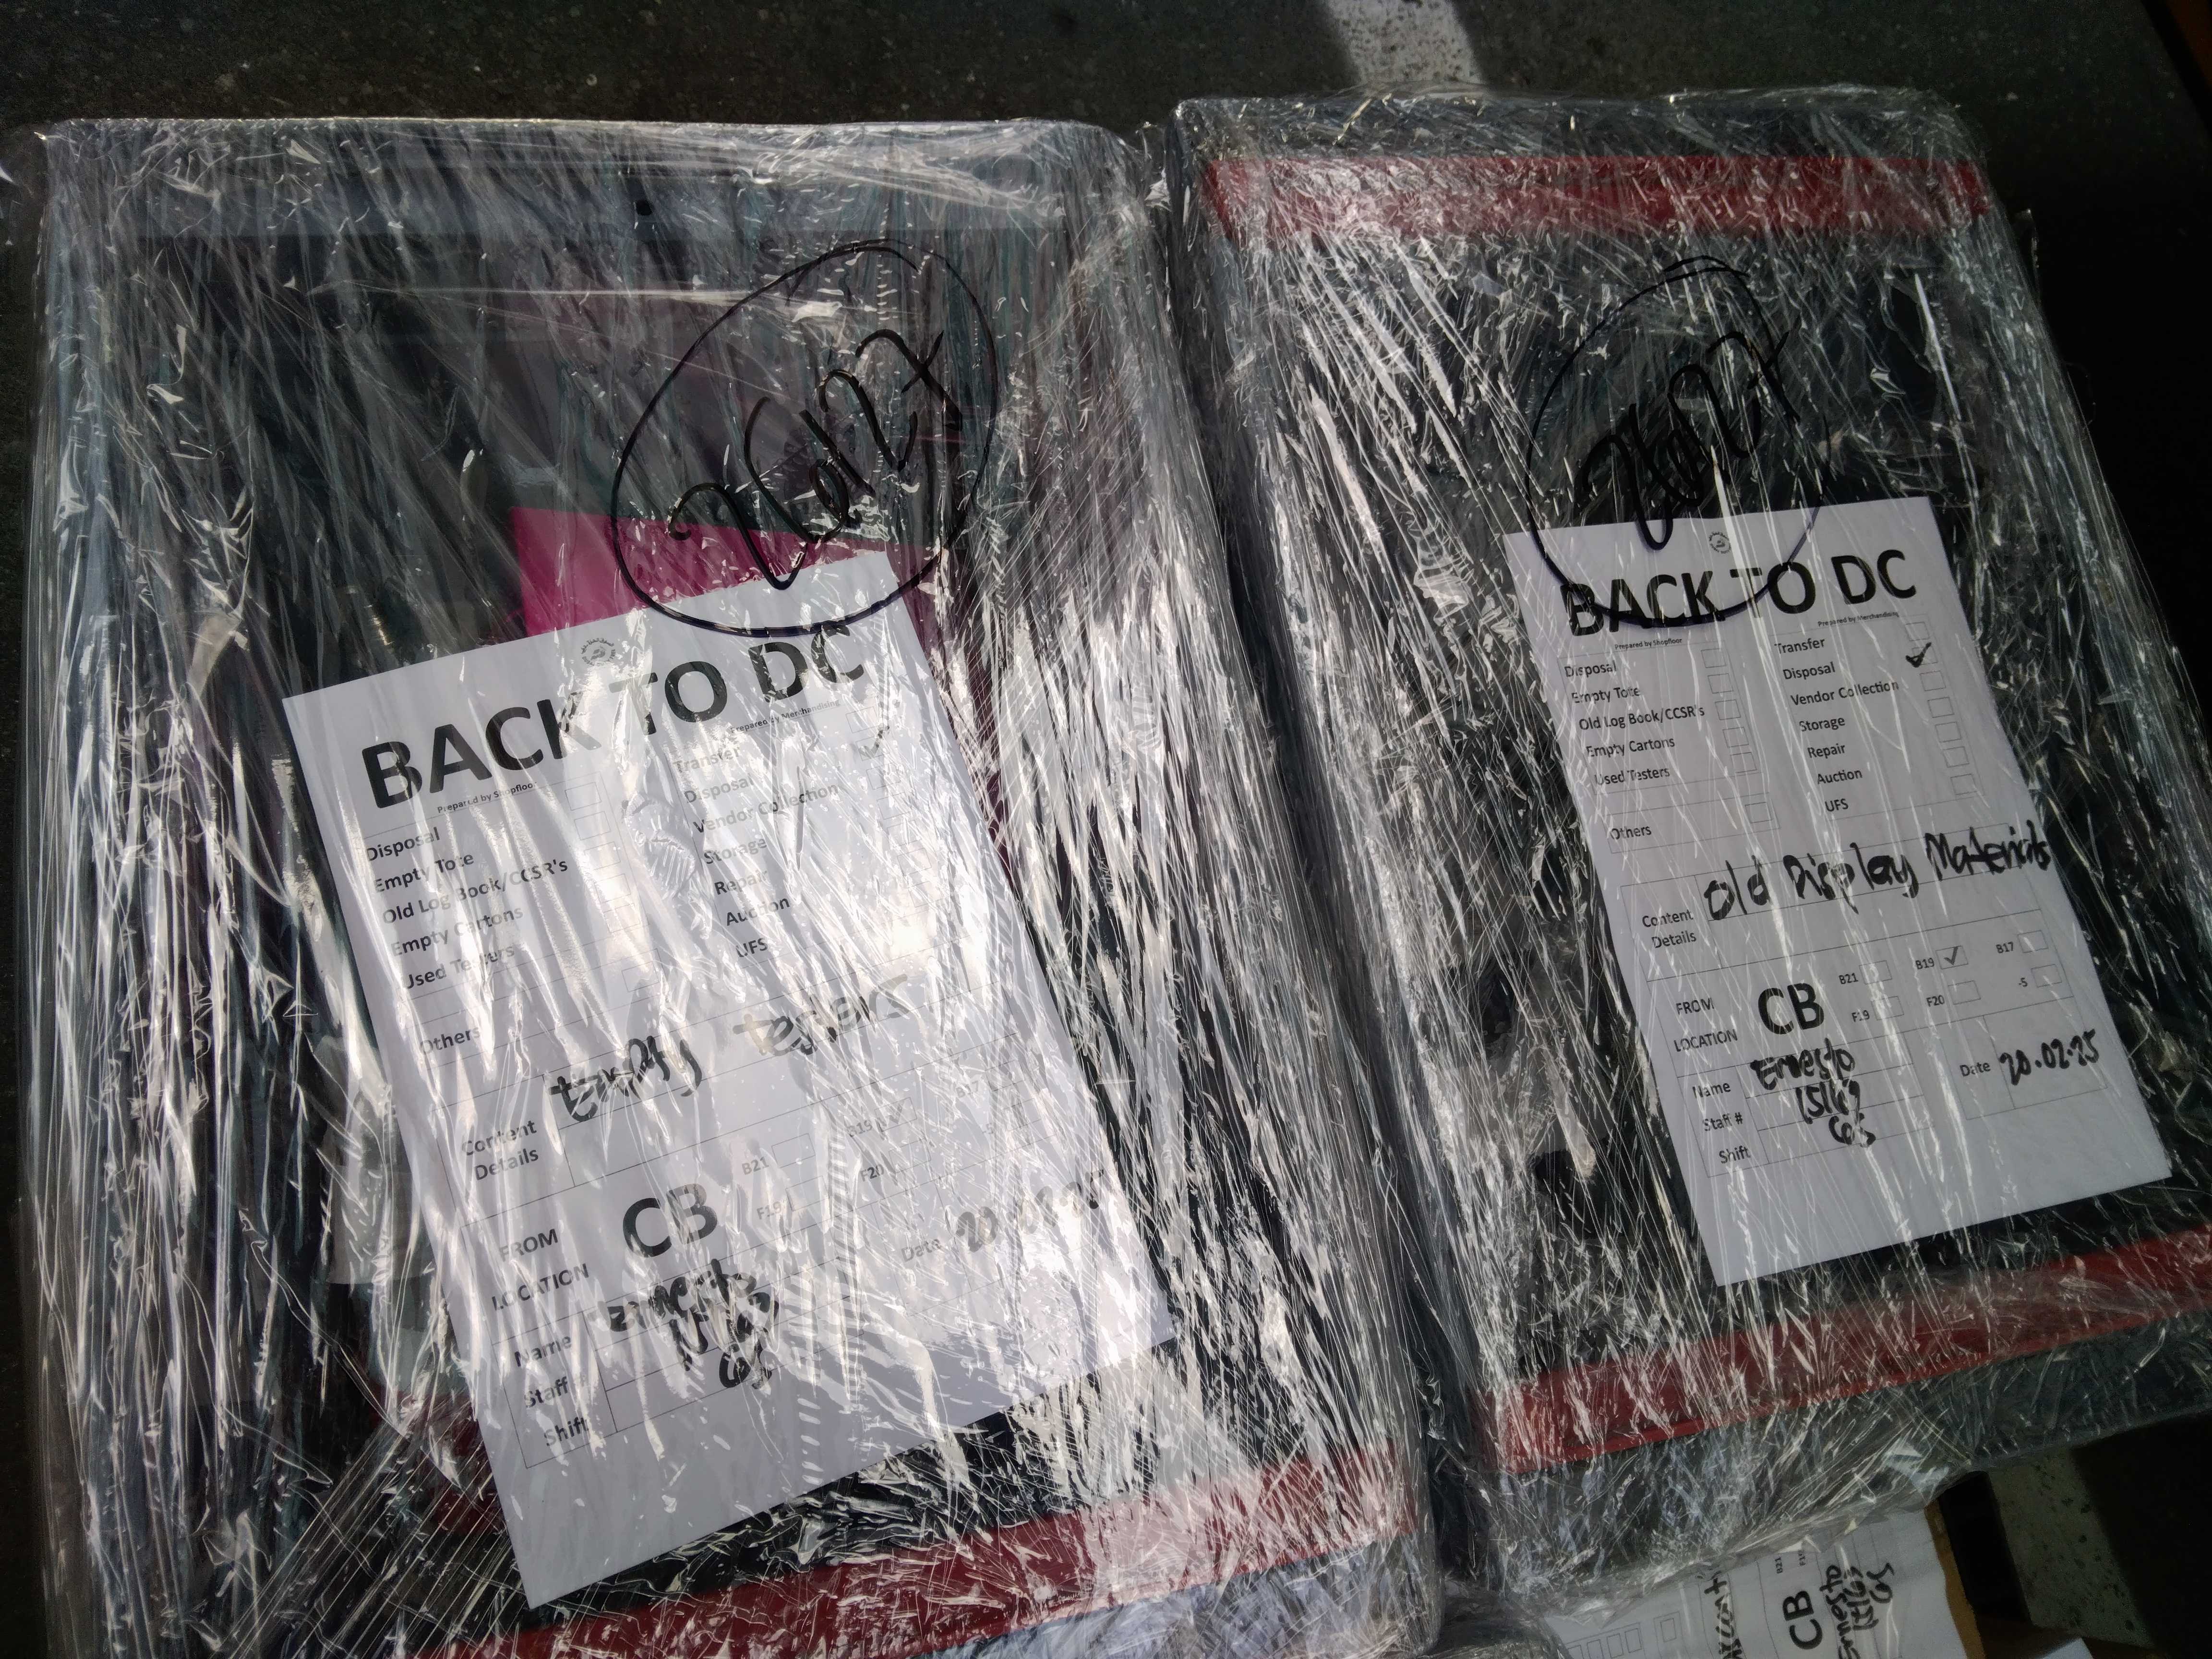 BACK TO DC
Prepared by Shopfloor
Prepared by Merchandising
Disposal
Empty Tote
Old Log Book/CCSR's
Empty Cartons
Used Testers
Others
Transfer
Disposal
Vendor Collection
Storage
Repair
Auction
UFS
Content Details
Empty testers
FROM LOCATION
CB
B21
B19
B17
F19
F20
Name
Staff #
Shift
Date
BACK TO DC
Prepared by Shopfloor
Prepared by Merchandising
Disposal
Empty Tote
Old Log Book/CCSR's
Empty Cartons
Used Testers
Others
Transfer
Disposal
Vendor Collection
Storage
Repair
Auction
UFS
Content Details
Old Display Materials
FROM LOCATION
CB
B21
B19
B17
F19
F20
-5
Name Ernesto
Staff #
Shift
Date 20.02.25
CB